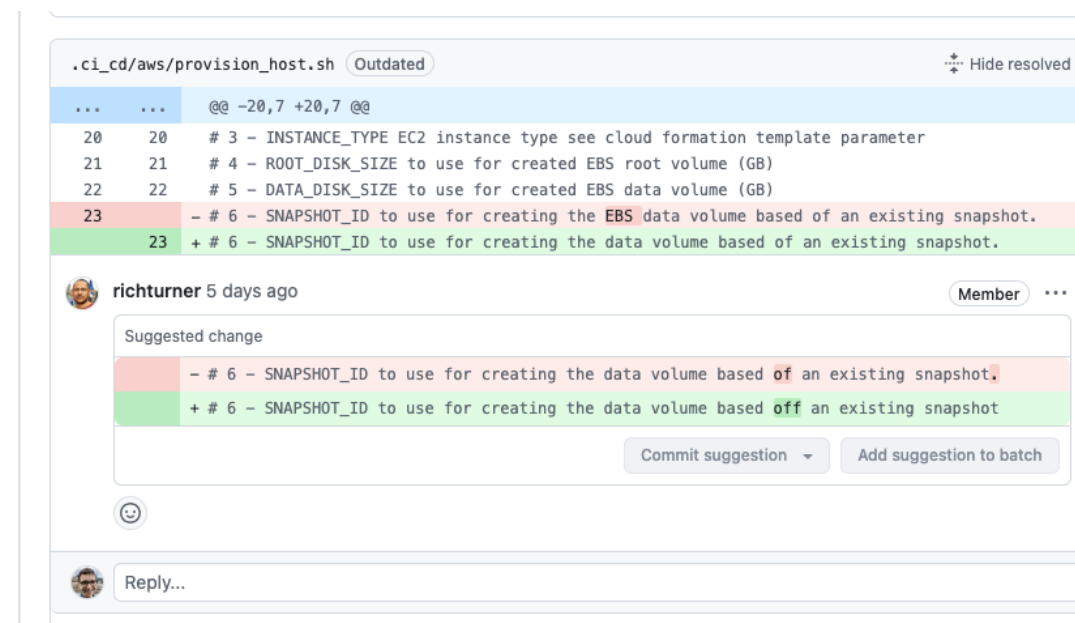 .ci_cd/aws/provision_host.sh Outdated Hide resolved
... ... @@ -20,7 +20,7 @@
20 20 # 3 - INSTANCE_TYPE EC2 instance type see cloud formation template parameter
21 21 # 4 - ROOT_DISK_SIZE to use for created EBS root volume (GB)
22 22 # 5 - DATA_DISK_SIZE to use for created EBS data volume (GB)
23 - # 6 - SNAPSHOT_ID to use for creating the EBS data volume based of an existing snapshot.
23 + # 6 - SNAPSHOT_ID to use for creating the data volume based of an existing snapshot.
richturner 5 days ago Member ...
Suggested change
- # 6 - SNAPSHOT_ID to use for creating the data volume based of an existing snapshot.
+ # 6 - SNAPSHOT_ID to use for creating the data volume based off an existing snapshot
Commit suggestion Add suggestion to batch
Reply...